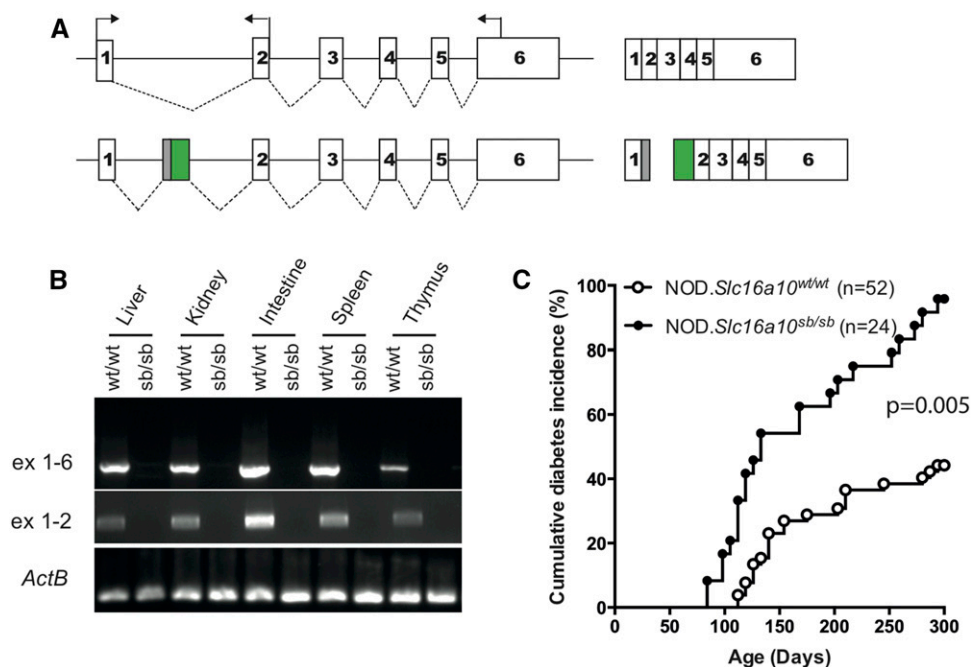 A
1 2 3 4 5 6
1 2 3 4 5 6
1 2 3 4 5 6
1 2 3 4 5 6
B
Liver Kidney Intestine Spleen Thymus
wt/wt sb/sb wt/wt sb/sb wt/wt sb/sb wt/wt sb/sb wt/wt sb/sb
ex 1-6
ex 1-2
ActB
C
Cumulative diabetes incidence (%)
100
80
60
40
20
0
NOD.Slc16a10wt/wt (n=52)
NOD.Slc16a10sb/sb (n=24)
p=0.005
0 50 100 150 200 250 300
Age (Days)